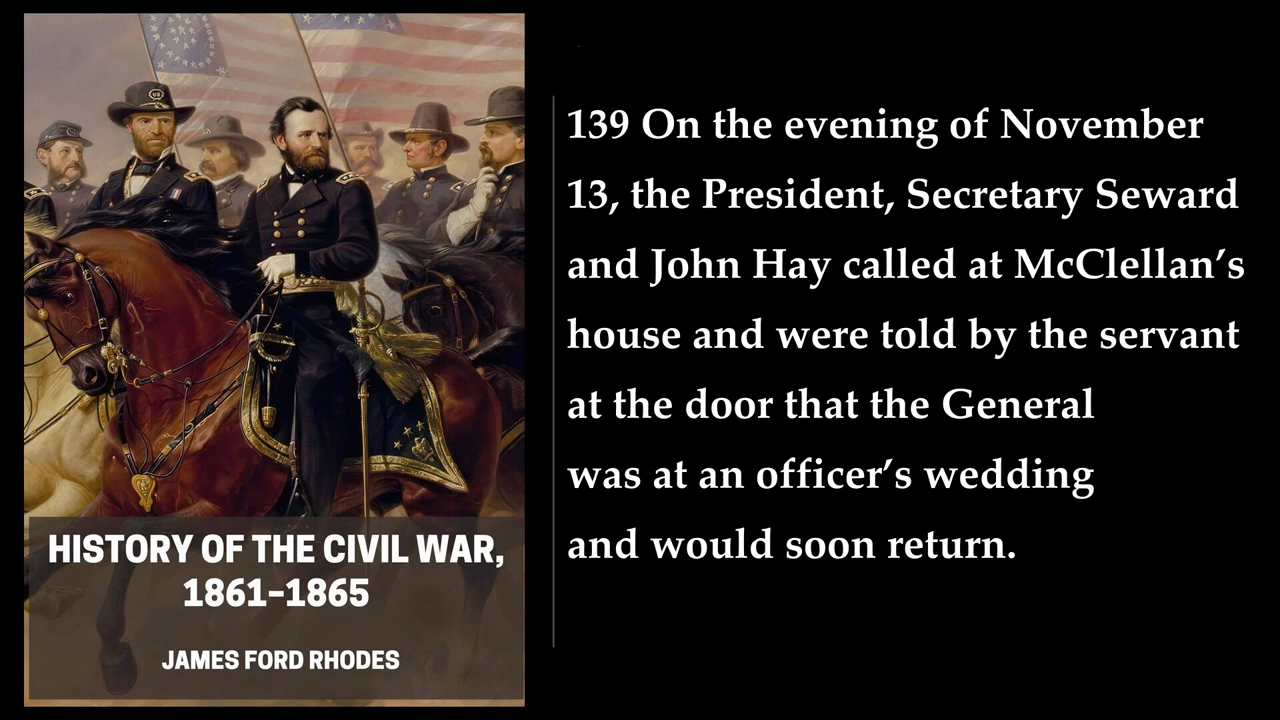 HISTORY OF THE CIVIL WAR,
1861–1865
JAMES FORD RHODES
139 On the evening of November
13, the President, Secretary Seward
and John Hay called at McClellan’s
house and were told by the servant
at the door that the General
was at an officer’s wedding
and would soon return.